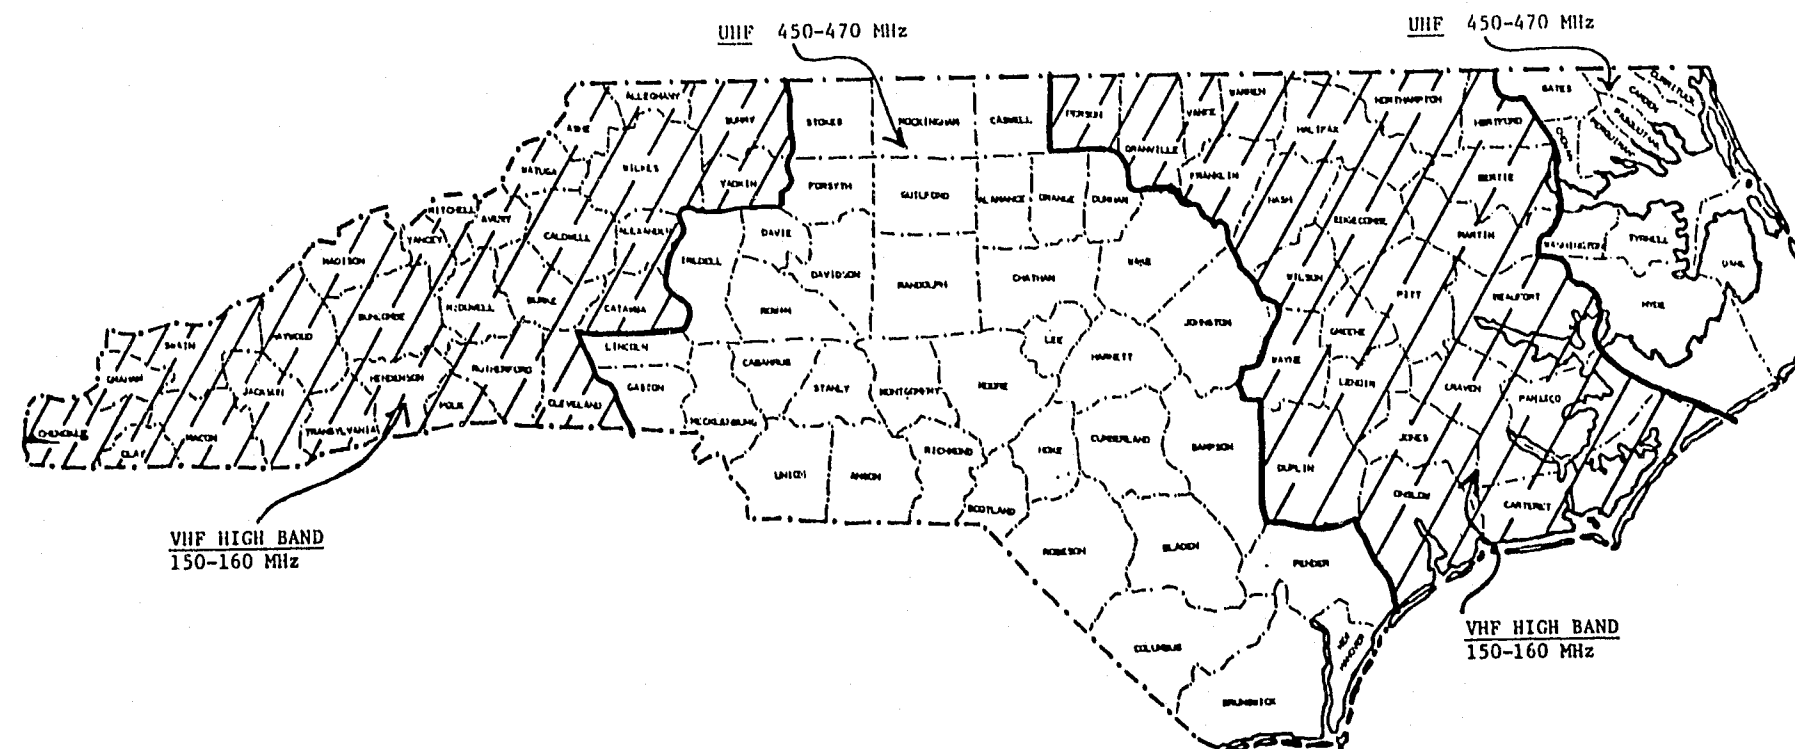 UHF 450-470 MHz
UHF 450-470 MHz
ALLEGHANY
ASHE
SURRY
STOKES
ROCKINGHAM
CASWELL
PERSON
GRANVILLE
VANCE
WARREN
HALIFAX
NORTHAMPTON
HERTFORD
GATES
CAMDEN
CURRITUCK
WATUGA
WILKES
YADKIN
FORSYTH
GUILFORD
ALAMANCE
ORANGE
DURHAM
FRANKLIN
NASH
BERTIE
MITCHELL
AVERY
YANCEY
CALDWELL
ALEXANDER
DAVIE
EDGECOMBE
MARTIN
WASHINGTON
TYRRELL
MADISON
IREDELL
DAVIDSON
RANDOLPH
CHATHAM
WAKE
WILSON
PITT
BEAUFORT
HYDE
DARE
BUNCOMBE
McDOWELL
BURKE
CATAWBA
ROWAN
JOHNSTON
GREENE
SWAIN
HAYWOOD
LINCOLN
LEE
HARNETT
WAYNE
GRAHAM
JACKSON
HENDERSON
RUTHERFORD
GASTON
CABARRUS
STANLY
MONTGOMERY
MOORE
LENOIR
CRAVEN
PAMLICO
CHEROKEE
CLAY
MACON
TRANSYLVANIA
POLK
CLEVELAND
MECKLENBURG
UNION
ANSON
RICHMOND
HOKE
CUMBERLAND
SAMPSON
DUPLIN
JONES
SCOTLAND
ONSLOW
CARTERET
VHF HIGH BAND
150-160 MHz
ROBESON
BLADEN
PENDER
COLUMBUS
NEW
HANOVER
BRUNSWICK
VHF HIGH BAND
150-160 MHz